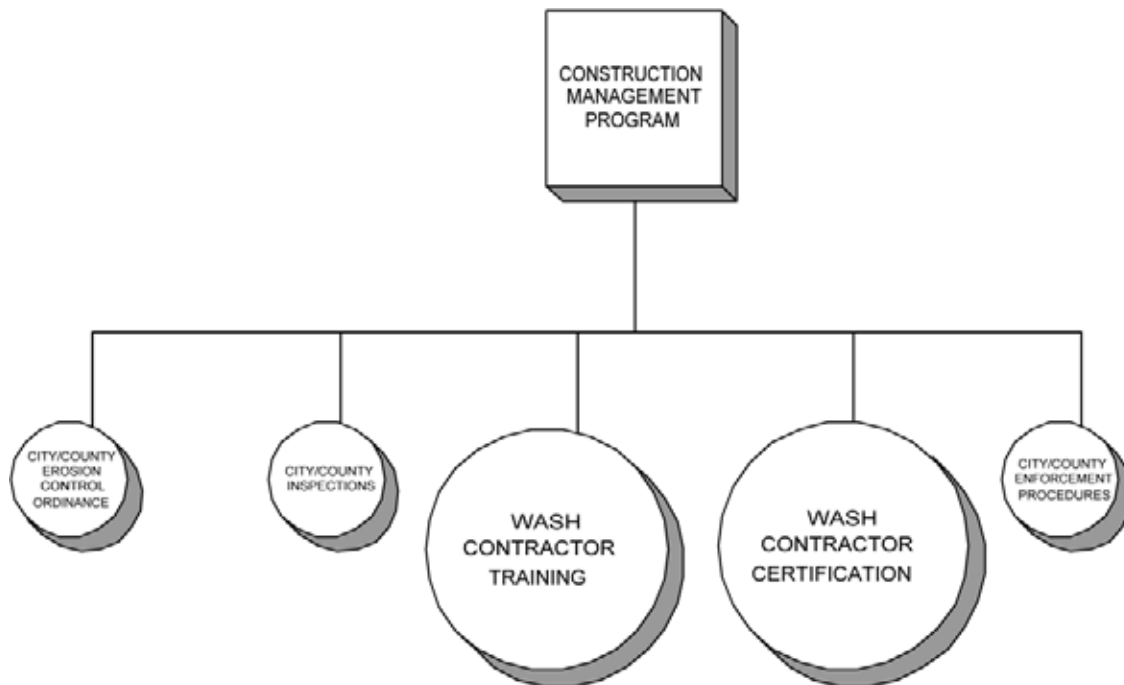 CONSTRUCTION
MANAGEMENT
PROGRAM
CITY/COUNTY
EROSION
CONTROL
ORDINANCE
CITY/COUNTY
INSPECTIONS
WASH
CONTRACTOR
TRAINING
WASH
CONTRACTOR
CERTIFICATION
CITY/COUNTY
ENFORCEMENT
PROCEDURES